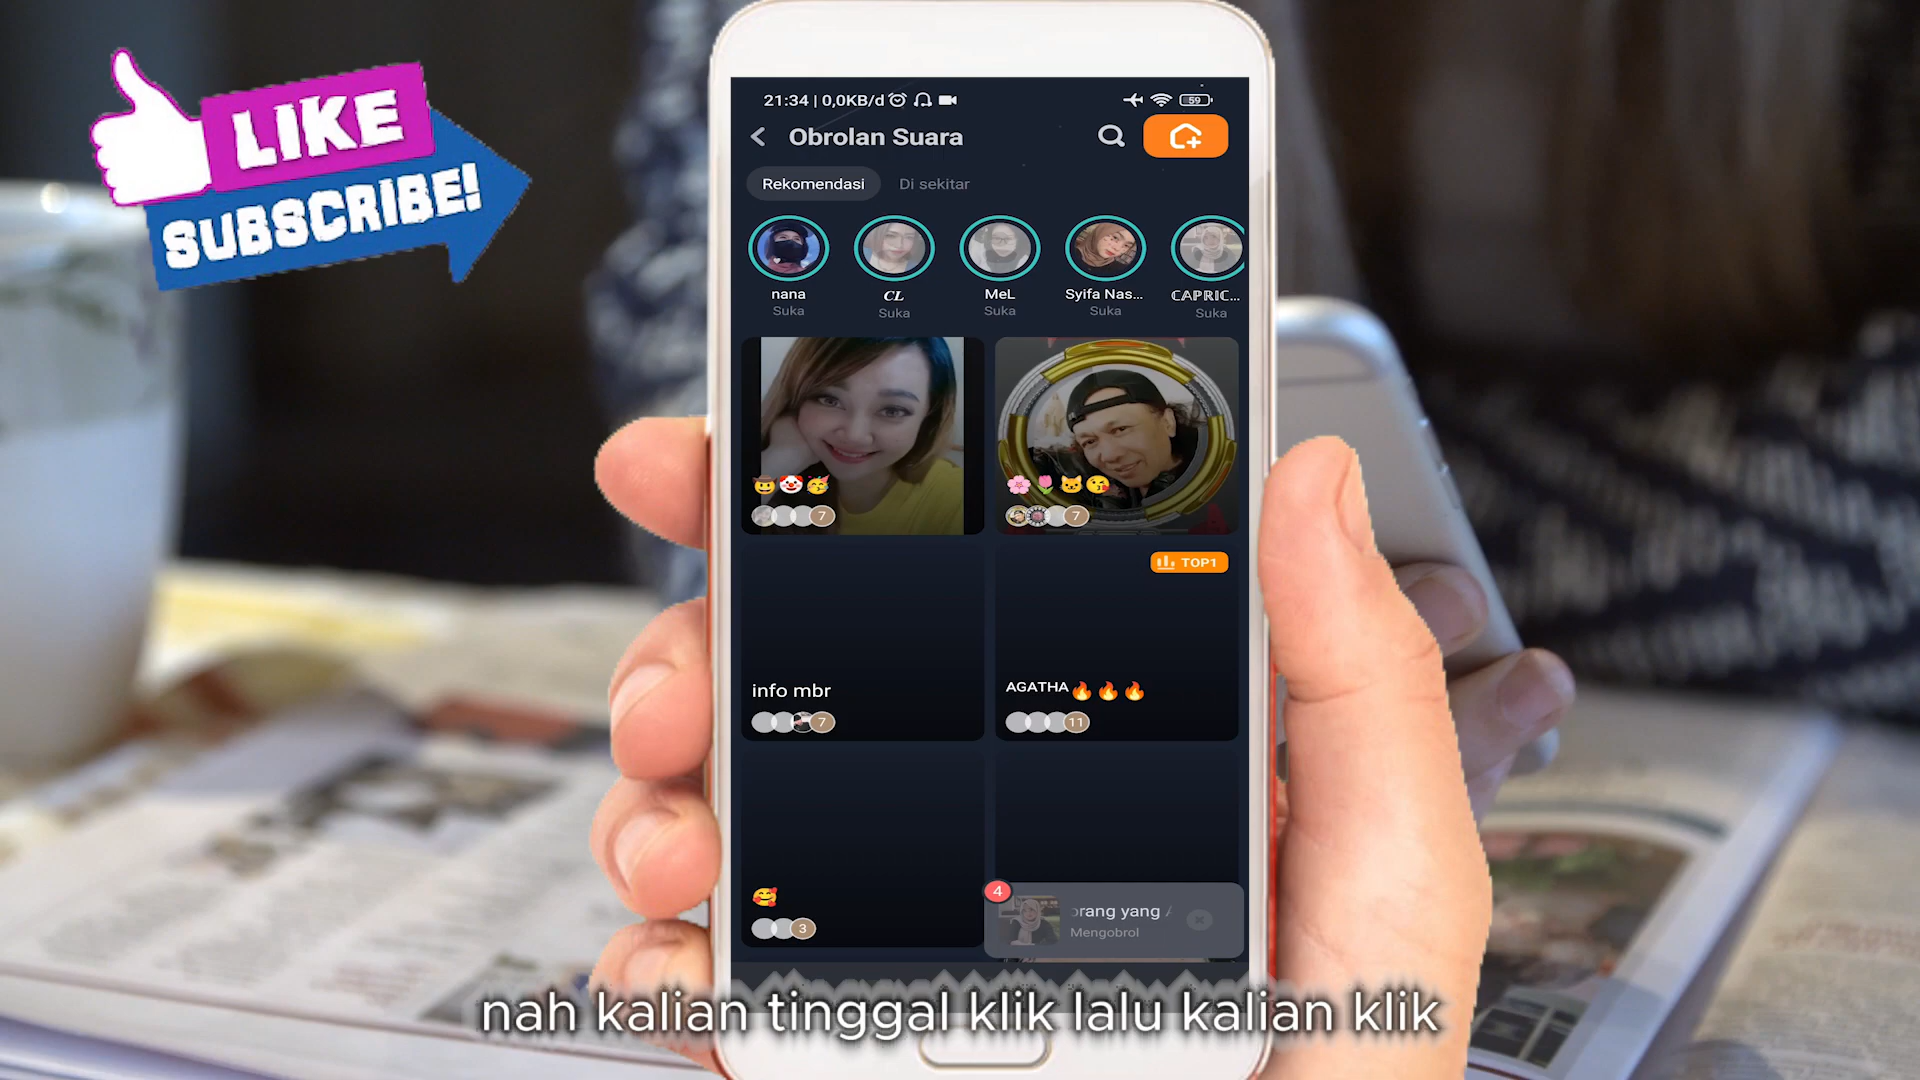 LIKE
SUBSCRIBE!
21:34 | 0,0KB/d
59
Obrolan Suara
Rekomendasi
Di sekitar
nana
CL
MeL
Syifa Nas...
CAPRIC...
Suka
Suka
Suka
Suka
Suka
🤠🤡🥳
🌸🌷🐱😘
7
7
TOP1
info mbr
AGATHA🔥🔥🔥
7
11
🥰
3
4
orang yang
Mengobrol
nah kalian tinggal klik lalu kalian klik